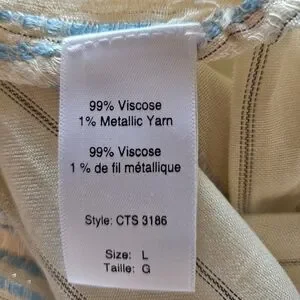 99% Viscose
1% Metallic Yarn
99% Viscose
1 % de fil métallique
Style: CTS 3186
Size: L
Taille: G